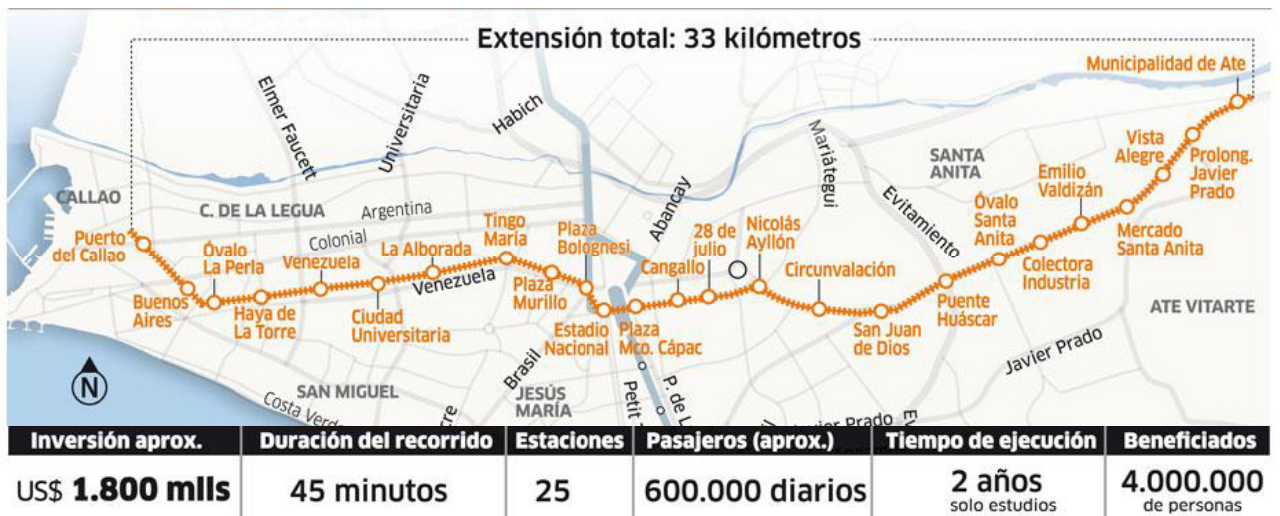 Extensión total: 33 kilómetros
Municipalidad de Ate
Elmer Faucett
Universitaria
Habich
Mariátegui
SANTA
ANITA
Vista
Alegre
Prolong.
Javier
Prado
Emilio
Valdizán
Evitamiento
Óvalo
Santa
Anita
CALLAO
C. DE LA LEGUA
Argentina
Colonial
Abancay
Tingo
María
Plaza
Bolognesi
28 de
julio
Nicolás
Ayllón
Puerto
del Callao
Óvalo
La Perla
Venezuela
La Alborada
Venezuela
Cangallo
Circunvalación
Mercado
Santa Anita
Colectora
Industria
Buenos
Aires
Haya de
La Torre
Ciudad
Universitaria
Plaza
Murillo
Estadio
Nacional
Plaza
Mco. Cápac
San Juan
de Dios
Puente
Huáscar
ATE VITARTE
Javier Prado
N
SAN MIGUEL
Brasil
JESÚS
MARÍA
Petit
P. de L
Costa Verd
cre
vier Prado
Inversión aprox.
US$ 1.800 mlls
Duración del recorrido
45 minutos
Estaciones
25
Pasajeros (aprox.)
600.000 diarios
Tiempo de ejecución
2 años
solo estudios
Beneficiados
4.000.000
de personas